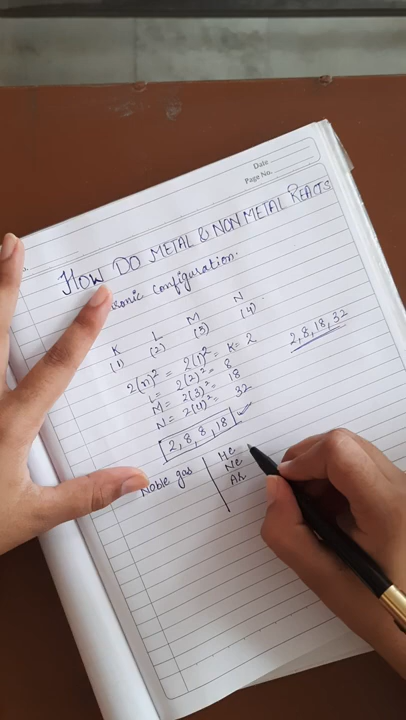 Date
Page No.
HOW DO METAL & NON METAL REACTS
configuration.
K L M N
(1) (2) (3) (4)
2(n)² = 2(1)² = K = 2
L = 2(2)² = 8
M = 2(3)² = 18
N = 2(4)² = 32
2,8,18,32
2,8,8,18
Noble gas
He
Ne
Ar